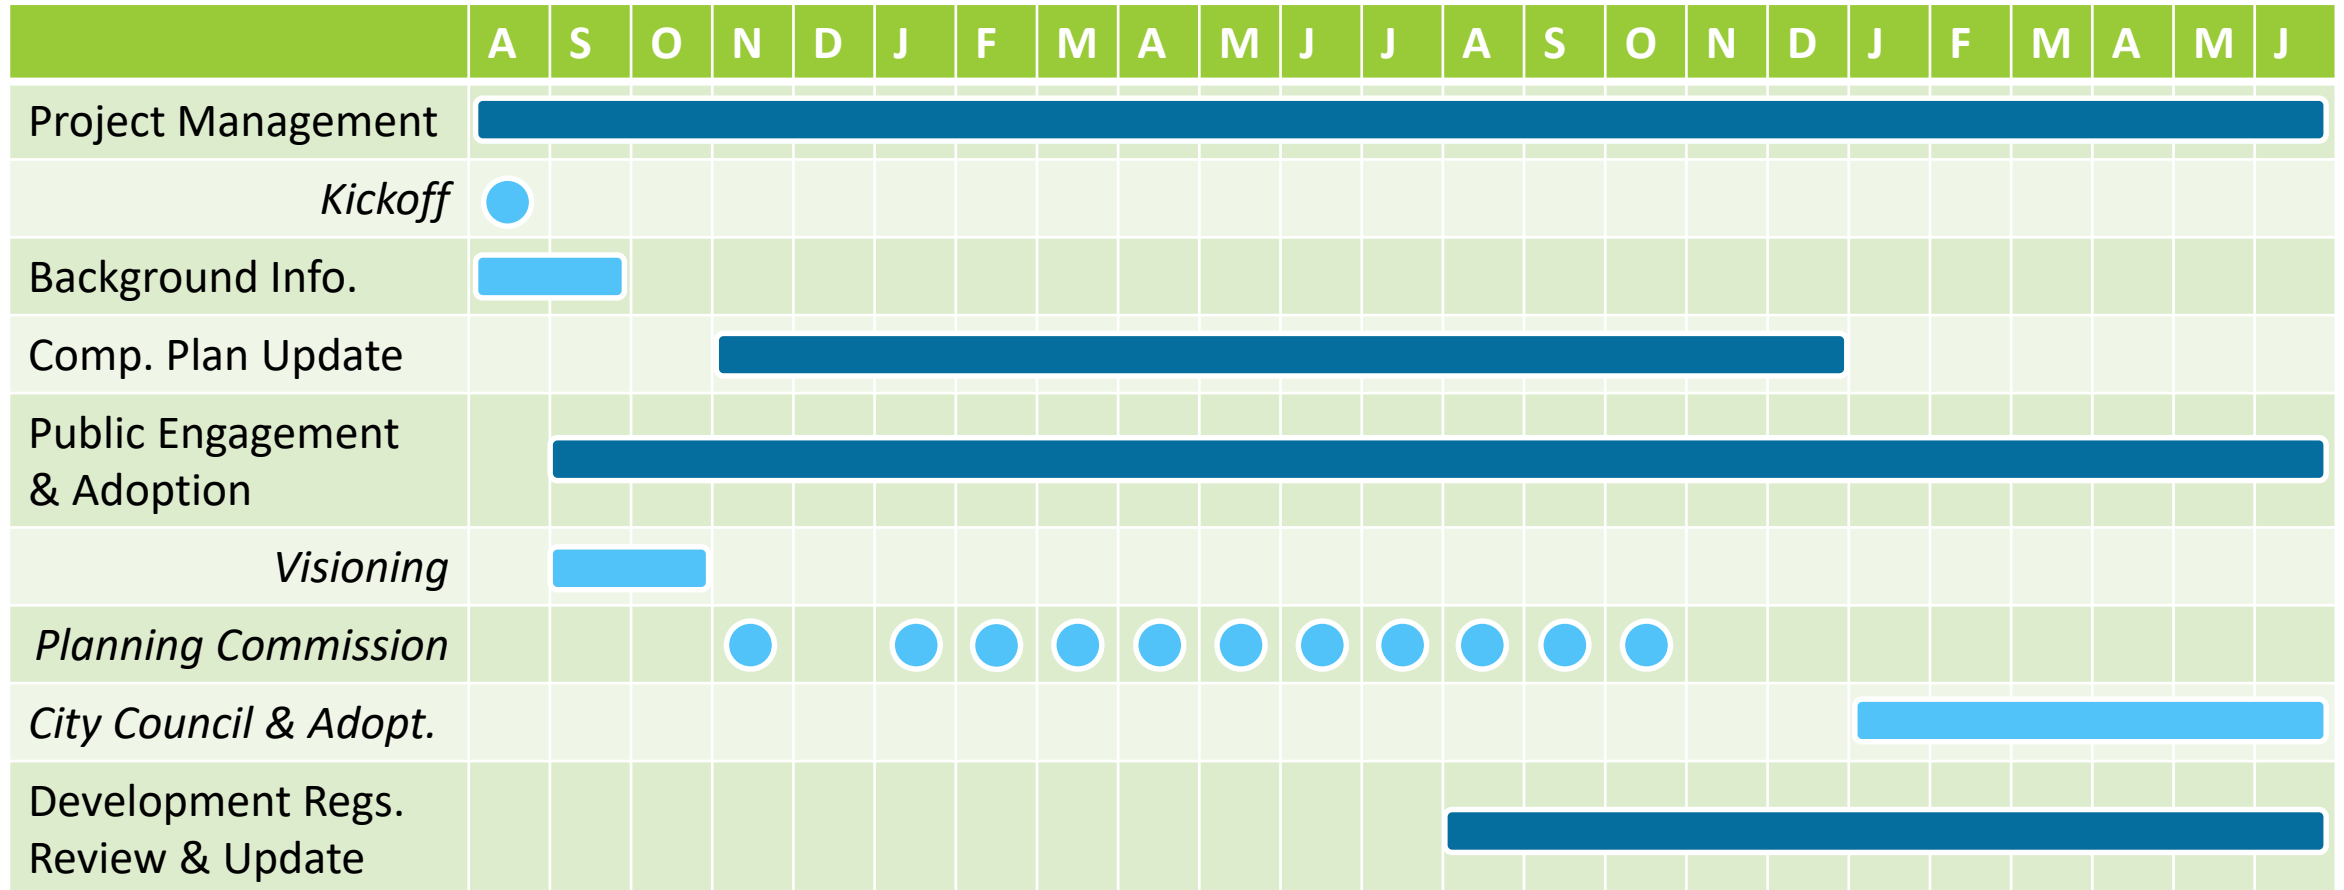 A S O N D J F M A M J J A S O N D J F M A M J
Project Management
Kickoff
Background Info.
Comp. Plan Update
Public Engagement
& Adoption
Visioning
Planning Commission
City Council & Adopt.
Development Regs.
Review & Update